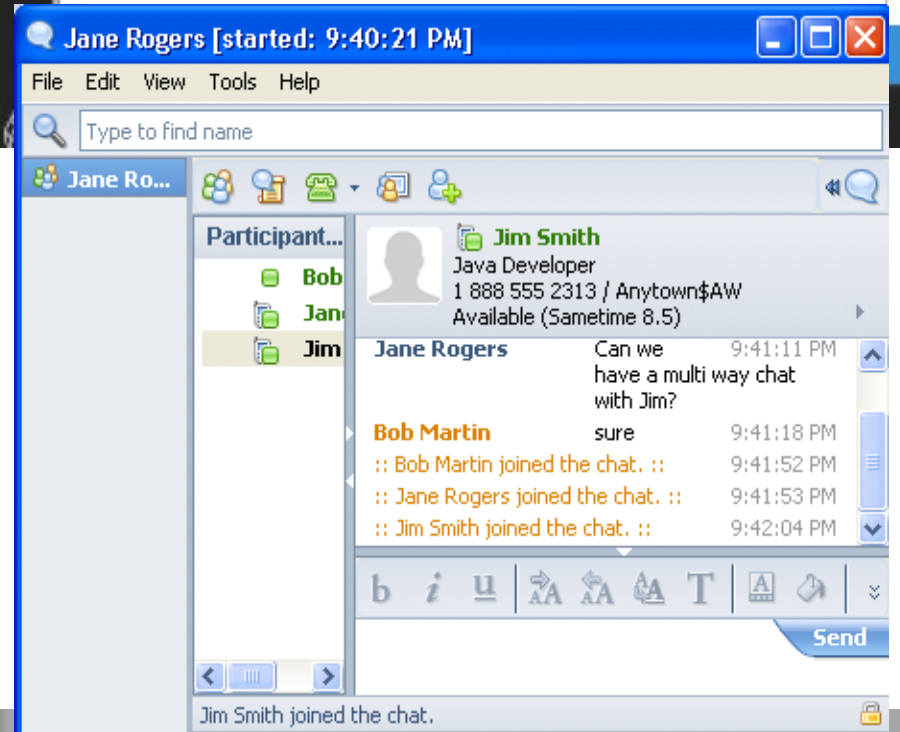 Jane Rogers [started: 9:40:21 PM]
File Edit View Tools Help
Type to find name
Jane Ro...
Participant...
Bob
Jan
Jim
Jim Smith
Java Developer
1 888 555 2313 / Anytown$AW
Available (Sametime 8.5)
Jane Rogers Can we 9:41:11 PM
have a multi way chat
with Jim?
Bob Martin sure 9:41:18 PM
:: Bob Martin joined the chat. :: 9:41:52 PM
:: Jane Rogers joined the chat. :: 9:41:53 PM
:: Jim Smith joined the chat. :: 9:42:04 PM
b i u AA AA AA T A
Send
Jim Smith joined the chat.